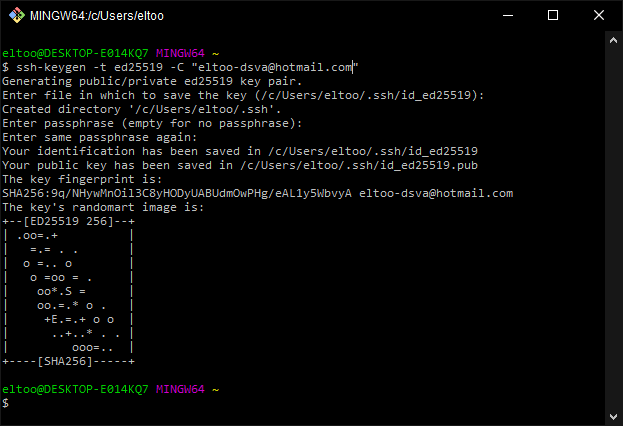 MINGW64:/c/Users/eltoo
eltoo@DESKTOP-E014KQ7 MINGW64 ~
$ ssh-keygen -t ed25519 -C "eltoo-dsva@hotmail.com"
Generating public/private ed25519 key pair.
Enter file in which to save the key (/c/Users/eltoo/.ssh/id_ed25519):
Created directory '/c/Users/eltoo/.ssh'.
Enter passphrase (empty for no passphrase):
Enter same passphrase again:
Your identification has been saved in /c/Users/eltoo/.ssh/id_ed25519
Your public key has been saved in /c/Users/eltoo/.ssh/id_ed25519.pub
The key fingerprint is:
SHA256:9q/NHywMnOil3C8yHODyUABUdmOwPHg/eAL1y5WbvyA eltoo-dsva@hotmail.com
The key's randomart image is:
+--[ED25519 256]--+
| .oo=.+          |
|   =.= . .       |
|  o =.. o        |
|   o =oo = .     |
|    oo*.S =      |
|    oo.=.* o .   |
|     +E.=.+ o o  |
|      ..+..* . . |
|         ooo=..  |
+----[SHA256]-----+
eltoo@DESKTOP-E014KQ7 MINGW64 ~
$